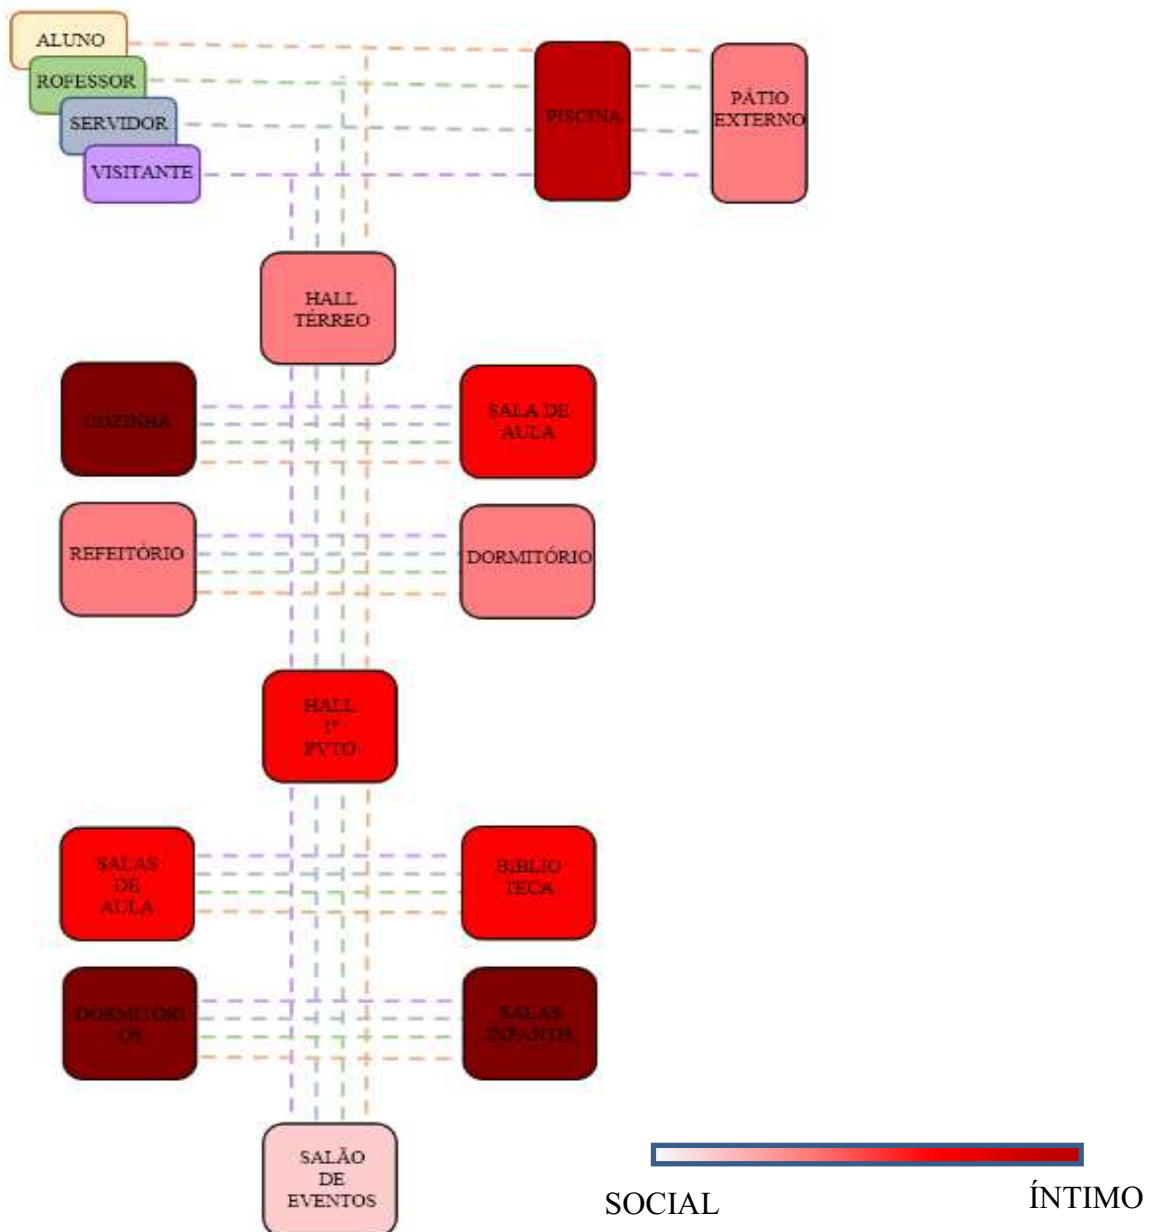 ALUNO
ROFESSOR
SERVIDOR
VISITANTE
PISCINA
PÁTIO
EXTERNO
HALL
TÉRREO
COZINHA
SALA DE
AULA
REFEITÓRIO
DORMITÓRIO
HALL
1º
PVTO
SALAS
DE
AULA
BIBLIO
TECA
DORMITÓRI
OS
SALAS
INFANTIS
SALÃO
DE
EVENTOS
SOCIAL
ÍNTIMO